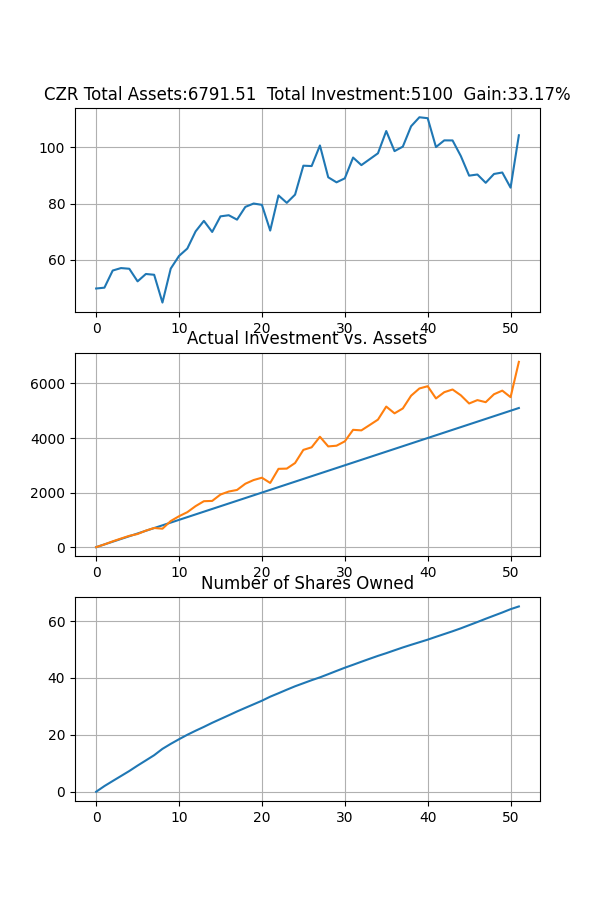 CZR Total Assets:6791.51  Total Investment:5100  Gain:33.17%
100
80
60
0 10 20 30 40 50
Actual Investment vs. Assets
6000
4000
2000
0
0 10 20 30 40 50
Number of Shares Owned
60
40
20
0
0 10 20 30 40 50